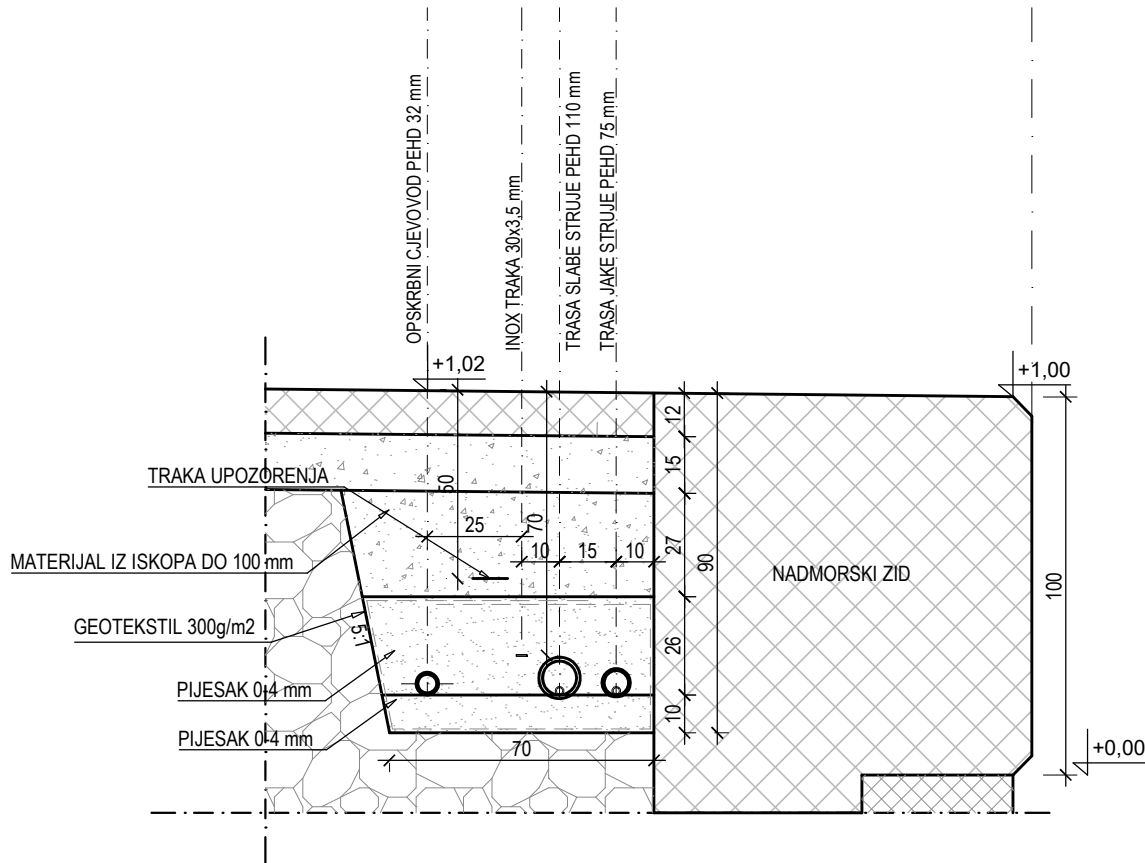 OPSKRBNI CJEVOVOD PEHD 32 mm
INOX TRAKA 30x3,5 mm
TRASA SLABE STRUJE PEHD 110 mm
TRASA JAKE STRUJE PEHD 75 mm
+1,02
+1,00
12
15
TRAKA UPOZORENJA
60
25
70
10
15
10
27
90
MATERIJAL IZ ISKOPA DO 100 mm
NADMORSKI ZID
100
GEOTEKSTIL 300g/m2
5:1
26
PIJESAK 0-4 mm
10
PIJESAK 0-4 mm
70
+0,00